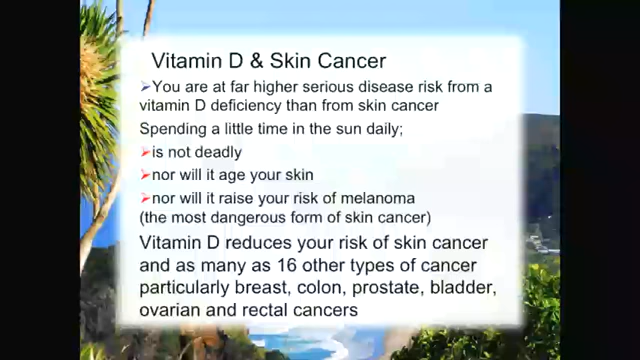 Vitamin D & Skin Cancer
➢You are at far higher serious disease risk from a
vitamin D deficiency than from skin cancer
Spending a little time in the sun daily;
➢is not deadly
➢nor will it age your skin
➢nor will it raise your risk of melanoma
(the most dangerous form of skin cancer)
Vitamin D reduces your risk of skin cancer
and as many as 16 other types of cancer
particularly breast, colon, prostate, bladder,
ovarian and rectal cancers